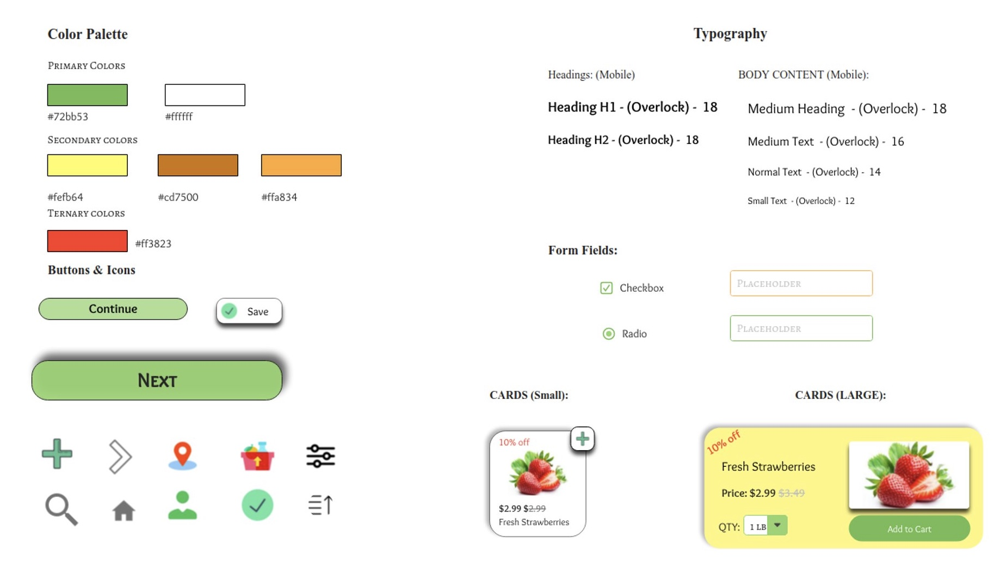 Color Palette
Primary Colors
#72bb53
#ffffff
Secondary colors
#fefb64
#cd7500
#ffa834
Ternary colors
#ff3823
Buttons & Icons
Continue
Save
Next
Typography
Headings: (Mobile)
Heading H1 - (Overlock) - 18
Heading H2 - (Overlock) - 18
BODY CONTENT (Mobile):
Medium Heading - (Overlock) - 18
Medium Text - (Overlock) - 16
Normal Text - (Overlock) - 14
Small Text - (Overlock) - 12
Form Fields:
Checkbox
Placeholder
Radio
Placeholder
CARDS (Small):
10% off
$2.99 $2.99
Fresh Strawberries
CARDS (LARGE):
10% off
Fresh Strawberries
Price: $2.99 $3.49
QTY: 1 LB
Add to Cart